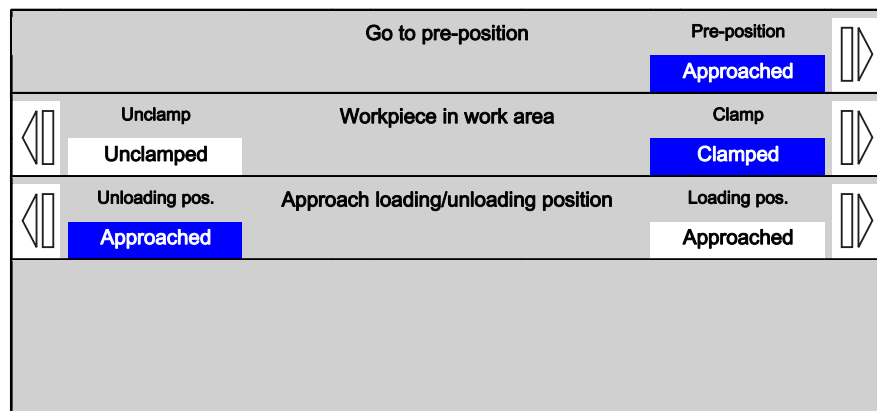 Go to pre-position Pre-position
Approached
Unclamp Workpiece in work area Clamp
Unclamped Clamped
Unloading pos. Approach loading/unloading position Loading pos.
Approached Approached